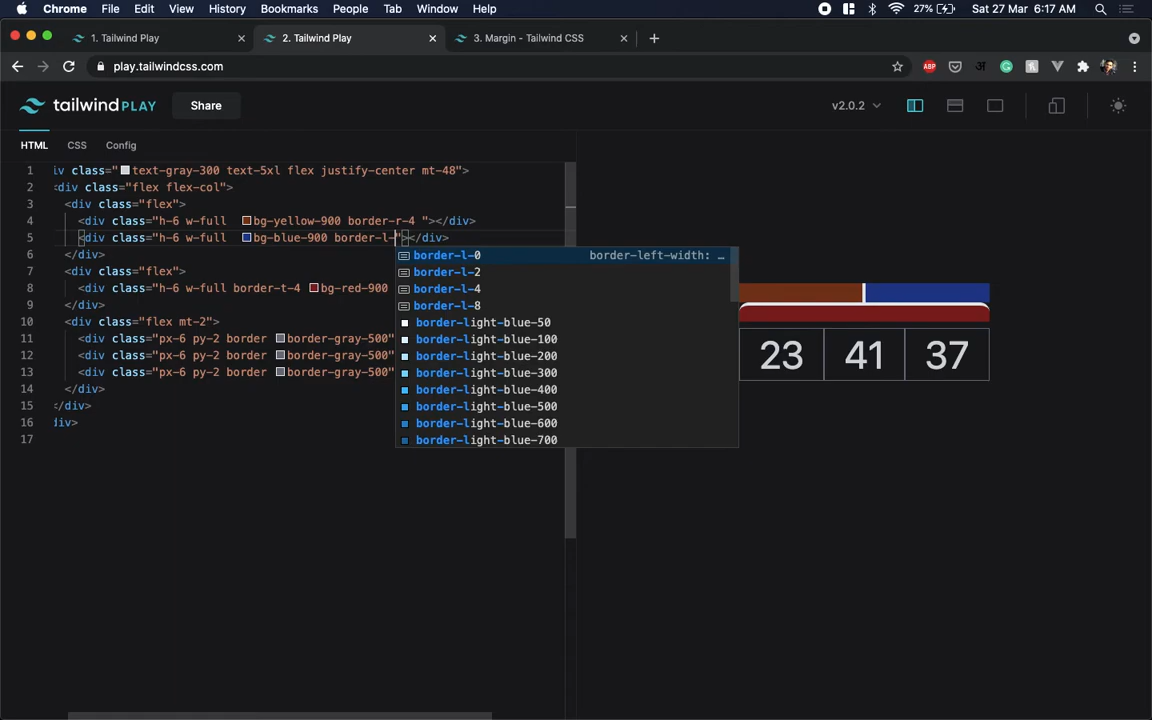 Chrome File Edit View History Bookmarks People Tab Window Help 27% Sat 27 Mar 6:17 AM
1. Tailwind Play 2. Tailwind Play 3. Margin - Tailwind CSS
play.tailwindcss.com ABP
tailwind PLAY Share v2.0.2
HTML CSS Config
1 iv class="text-gray-300 text-5xl flex justify-center mt-48">
2 <div class="flex flex-col">
3 <div class="flex">
4 <div class="h-6 w-full bg-yellow-900 border-r-4 "></div>
5 <div class="h-6 w-full bg-blue-900 border-l-"></div>
6 </div>
7 <div class="flex">
8 <div class="h-6 w-full border-t-4 bg-red-900
9 </div>
10 <div class="flex mt-2">
11 <div class="px-6 py-2 border border-gray-500"
12 <div class="px-6 py-2 border border-gray-500"
13 <div class="px-6 py-2 border border-gray-500"
14 </div>
15 </div>
16 div>
17
border-l-0 border-left-width: …
border-l-2
border-l-4
border-l-8
border-light-blue-50
border-light-blue-100
border-light-blue-200
border-light-blue-300
border-light-blue-400
border-light-blue-500
border-light-blue-600
border-light-blue-700
23 41 37